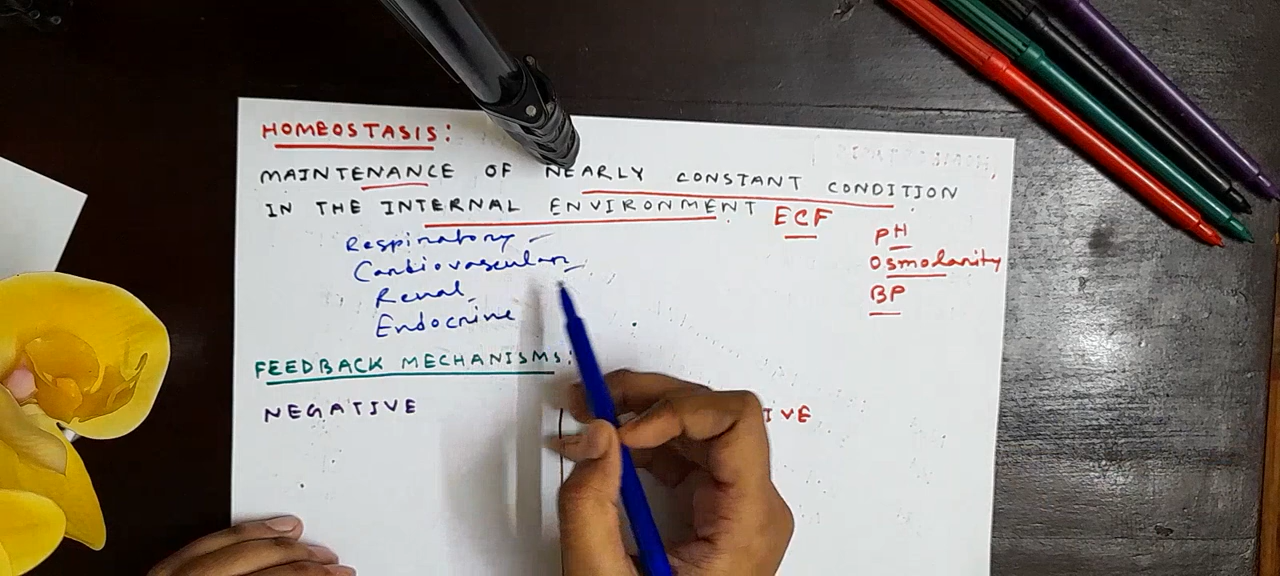 HOMEOSTASIS:
MAINTENANCE OF NEARLY CONSTANT CONDITION
IN THE INTERNAL ENVIRONMENT ECF
Respiratory
Cardiovascular
Renal
Endocrine
pH
Osmolarity
BP
FEEDBACK MECHANISMS:
NEGATIVE IVE